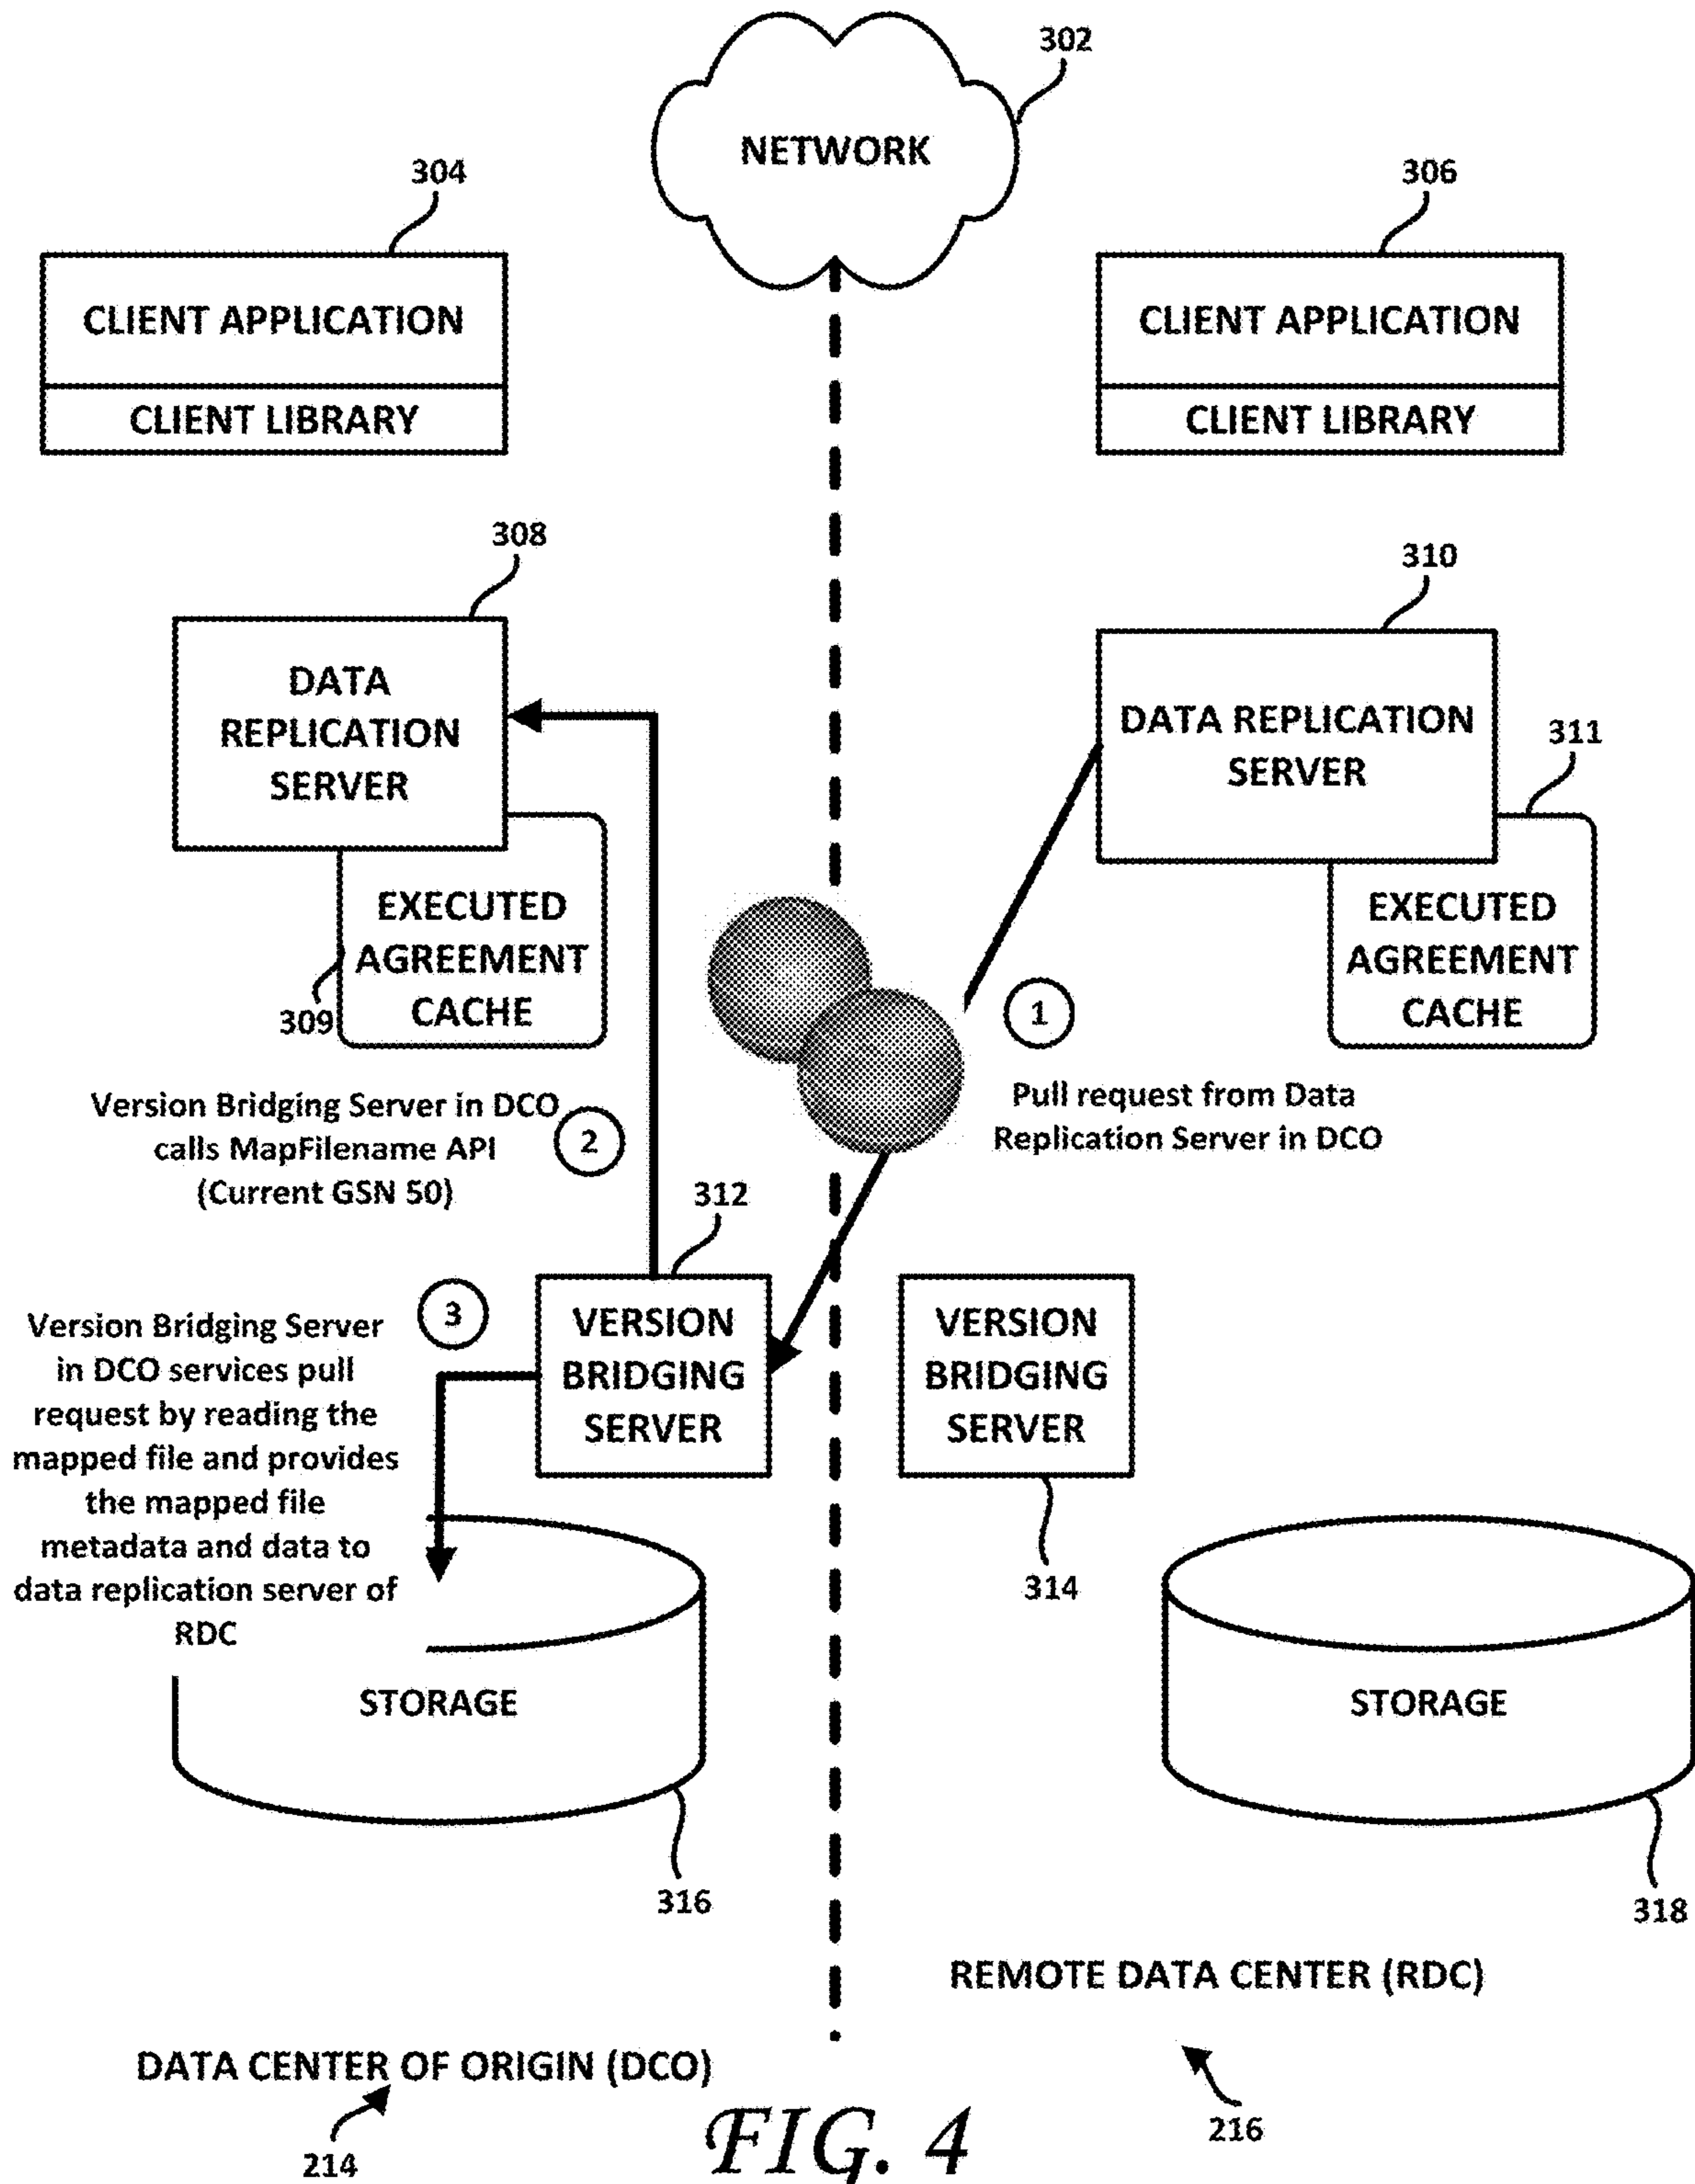 302
NETWORK
304
306
CLIENT APPLICATION
CLIENT LIBRARY
CLIENT APPLICATION
CLIENT LIBRARY
308
310
DATA
REPLICATION
SERVER
DATA REPLICATION
SERVER
311
EXECUTED
AGREEMENT
CACHE
309
EXECUTED
AGREEMENT
CACHE
1
Pull request from Data
Replication Server in DCO
Version Bridging Server in DCO
calls MapFilename API
(Current GSN 50)
2
312
3
Version Bridging Server
in DCO services pull
request by reading the
mapped file and provides
the mapped file
metadata and data to
data replication server of
RDC
VERSION
BRIDGING
SERVER
VERSION
BRIDGING
SERVER
314
STORAGE
STORAGE
316
318
REMOTE DATA CENTER (RDC)
DATA CENTER OF ORIGIN (DCO)
214
216
FIG. 4